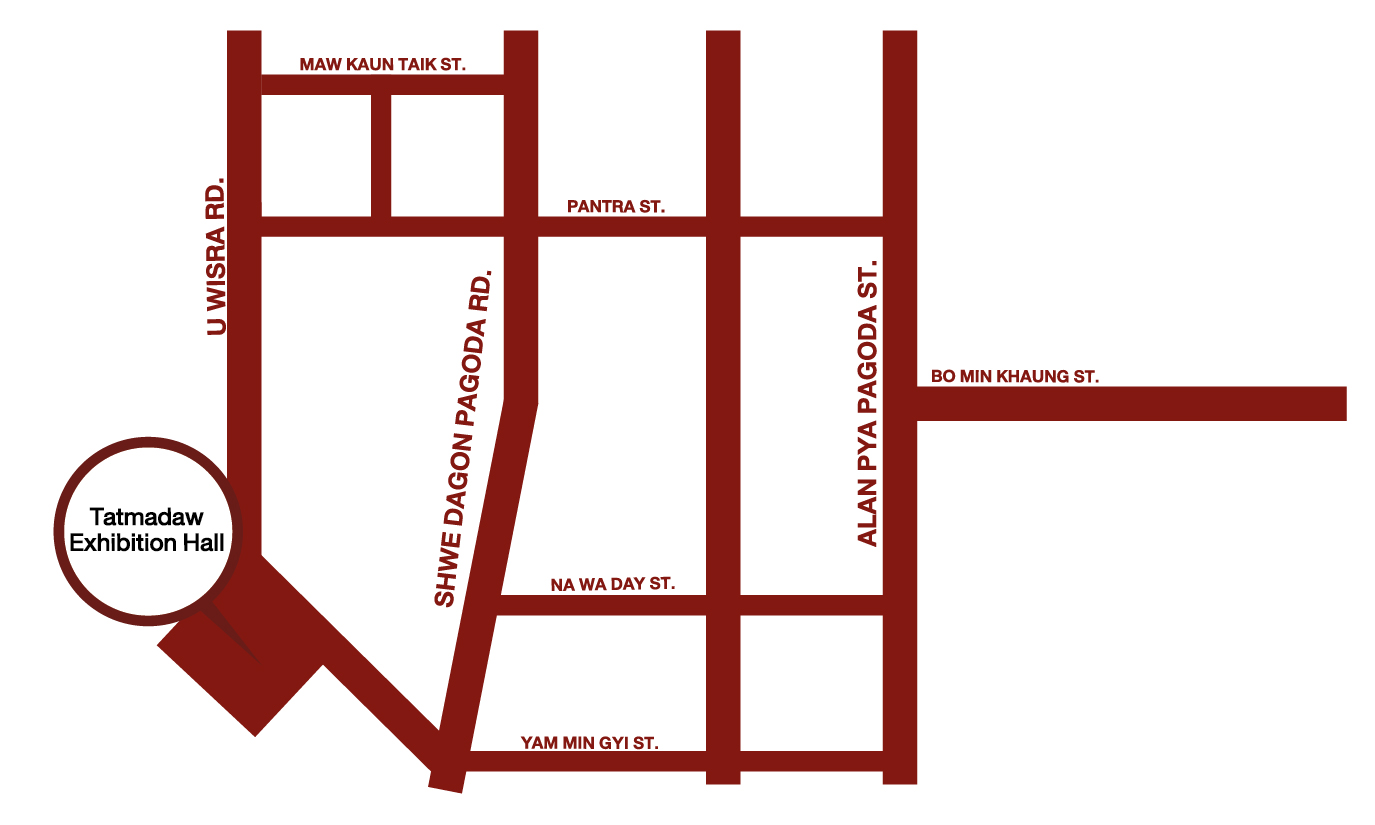 MAW KAUN TAIK ST.
U WISRA RD.
PANTRA ST.
SHWE DAGON PAGODA RD.
ALAN PYA PAGODA ST.
BO MIN KHAUNG ST.
Tatmadaw
Exhibition Hall
NA WA DAY ST.
YAM MIN GYI ST.